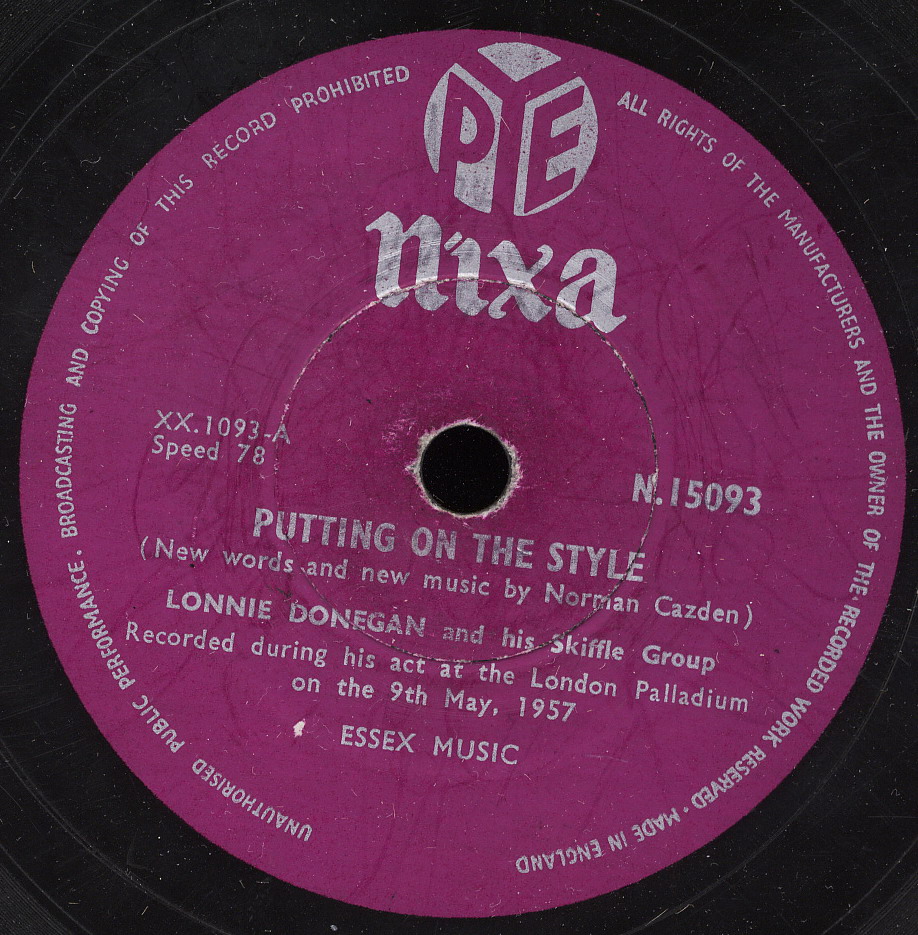 PYE
nixa
XX.1093-A
Speed 78
N.15093
PUTTING ON THE STYLE
(New words and new music by Norman Cazden)
LONNIE DONEGAN and his Skiffle Group
Recorded during his act at the London Palladium
on the 9th May, 1957
ESSEX MUSIC
ALL RIGHTS OF THE MANUFACTURERS AND THE OWNER OF THE RECORDED WORK RESERVED • MADE IN ENGLAND
UNAUTHORISED PUBLIC PERFORMANCE. BROADCASTING AND COPYING OF THIS RECORD PROHIBITED